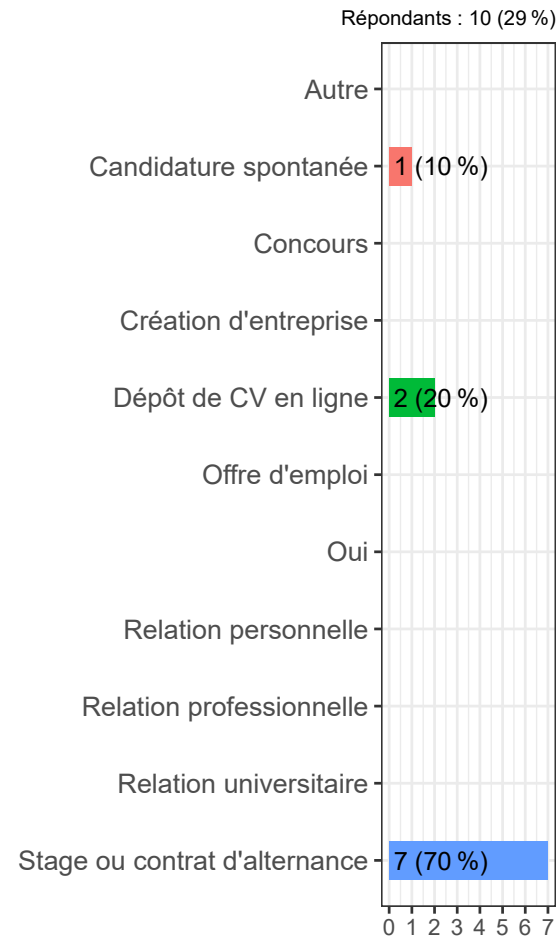 Répondants : 10 (29 %)
Autre
Candidature spontanée 1 (10 %)
Concours
Création d'entreprise
Dépôt de CV en ligne 2 (20 %)
Offre d'emploi
Oui
Relation personnelle
Relation professionnelle
Relation universitaire
Stage ou contrat d'alternance 7 (70 %)
0 1 2 3 4 5 6 7